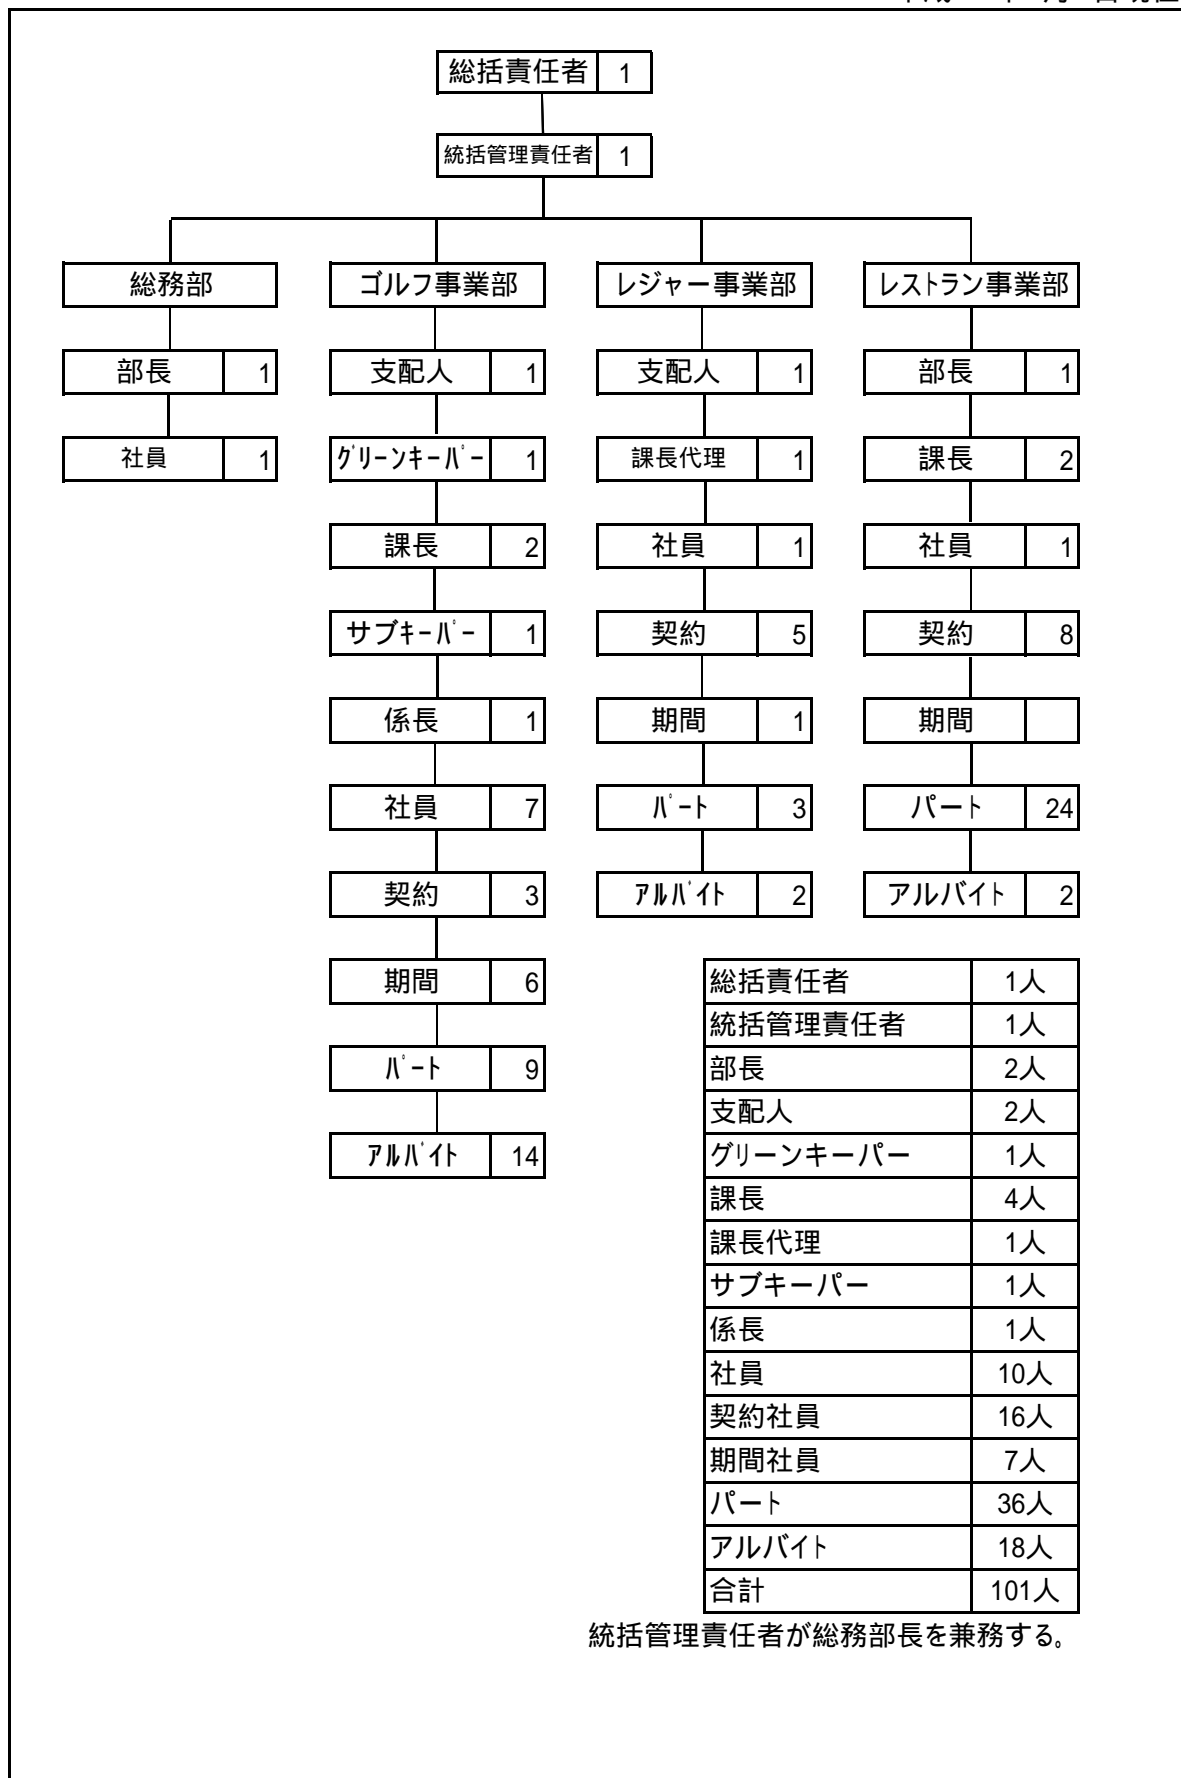 総括責任者 1
統括管理責任者 1
総務部 ゴルフ事業部 レジャー事業部 レストラン事業部
部長 1 支配人 1 支配人 1 部長 1
社員 1 グリーンキーパー 1 課長代理 1 課長 2
課長 2 社員 1 社員 1
サブキーパー 1 契約 5 契約 8
係長 1 期間 1 期間
社員 7 パート 3 パート 24
契約 3 アルバイト 2 アルバイト 2
期間 6
パート 9
アルバイト 14
総括責任者 1人
統括管理責任者 1人
部長 2人
支配人 2人
グリーンキーパー 1人
課長 4人
課長代理 1人
サブキーパー 1人
係長 1人
社員 10人
契約社員 16人
期間社員 7人
パート 36人
アルバイト 18人
合計 101人
統括管理責任者が総務部長を兼務する。